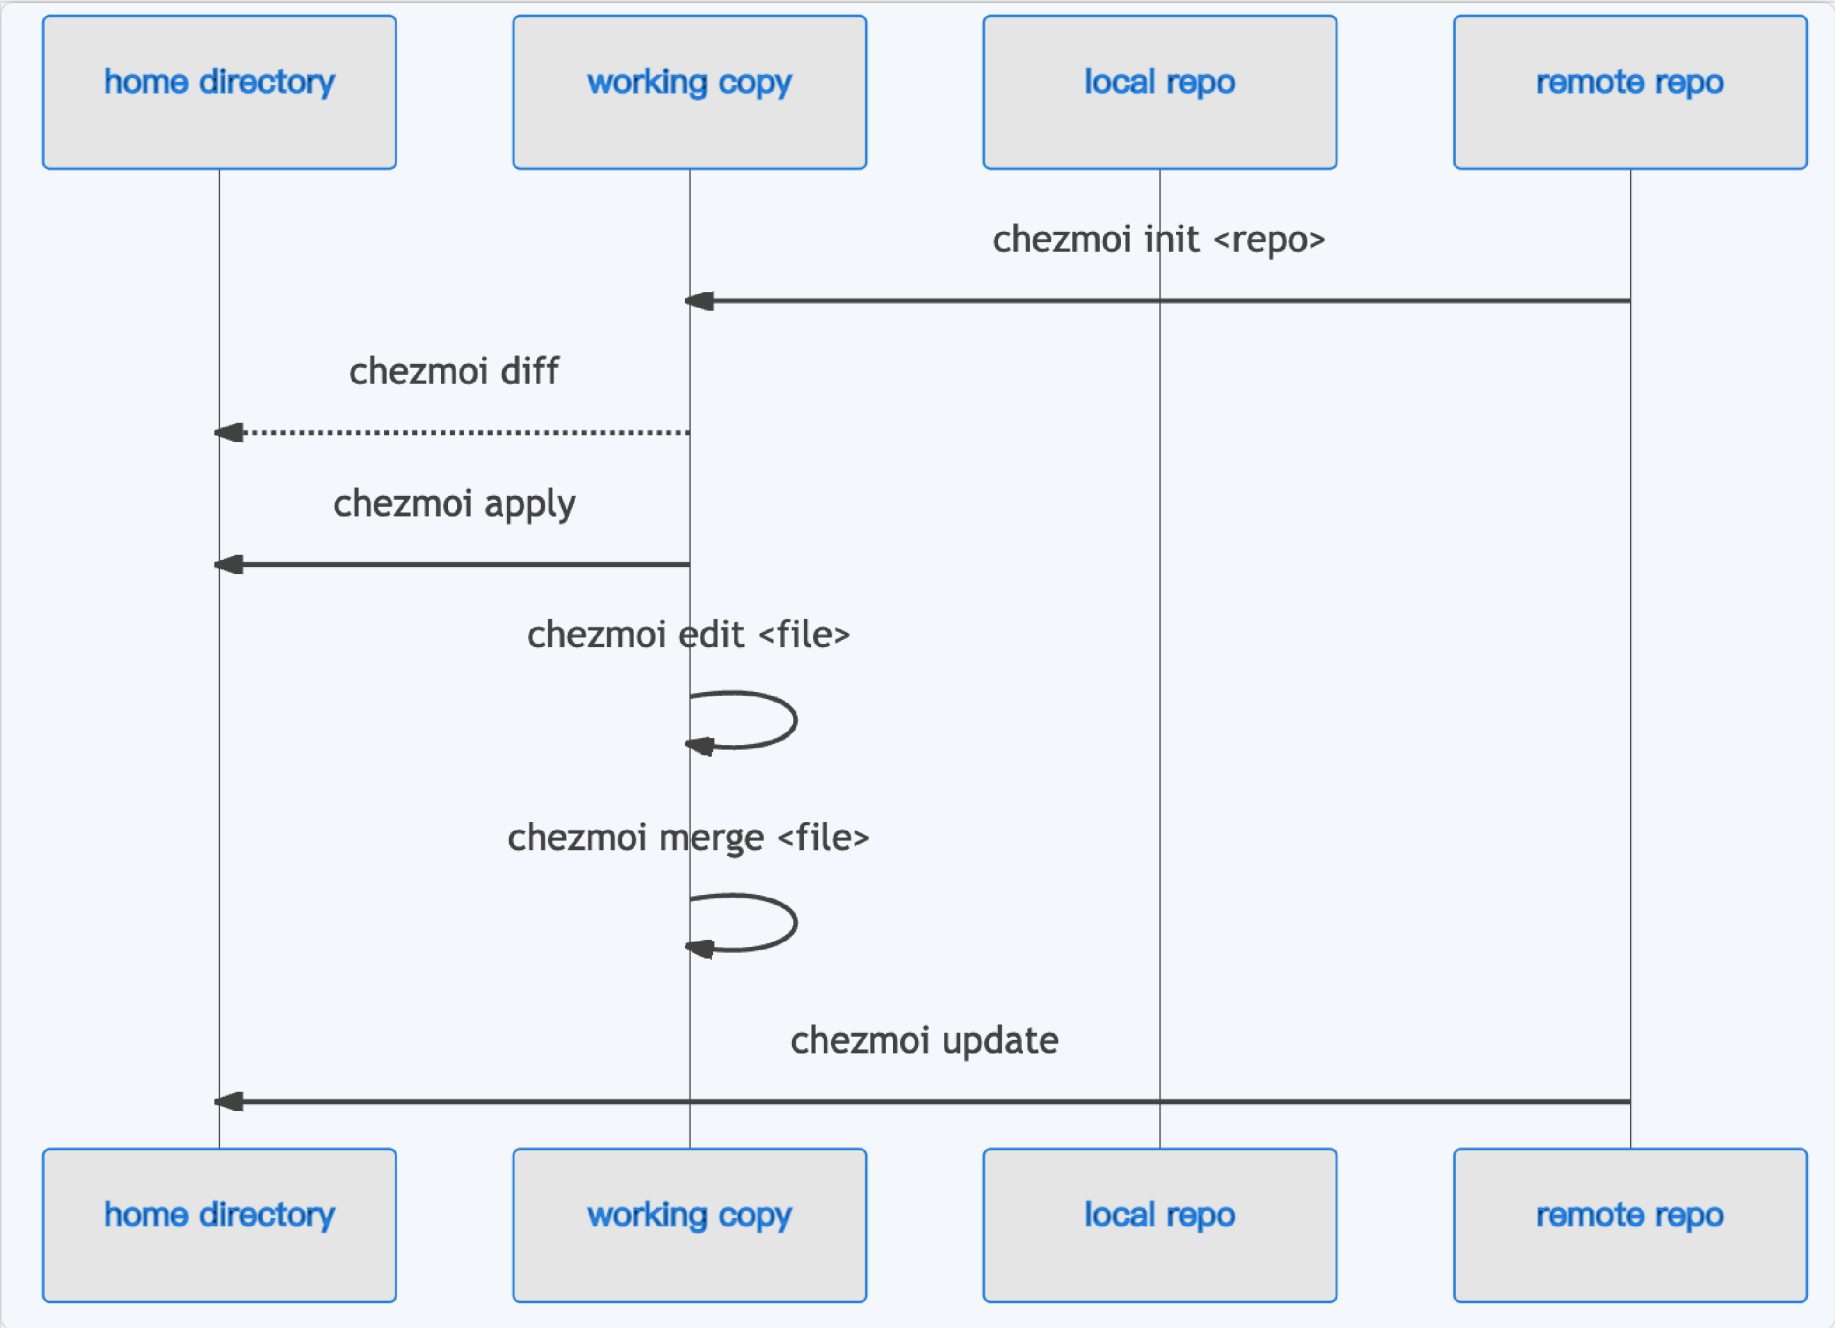 home directory
working copy
local repo
remote repo
chezmoi init <repo>
chezmoi diff
chezmoi apply
chezmoi edit <file>
chezmoi merge <file>
chezmoi update
home directory
working copy
local repo
remote repo